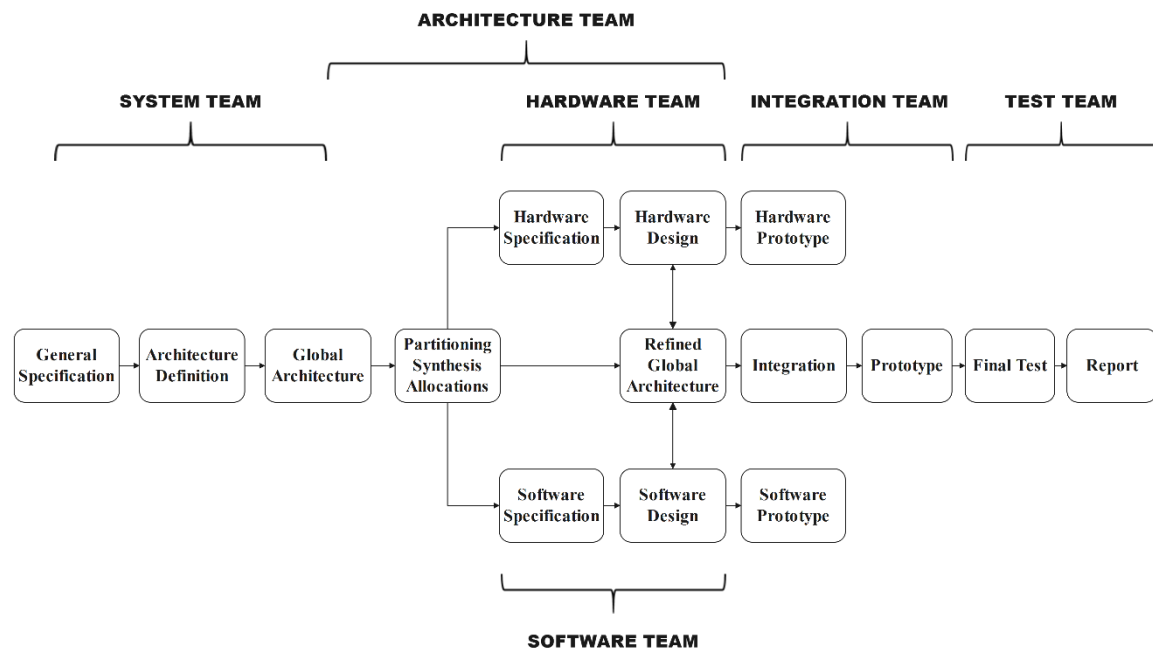 ARCHITECTURE TEAM
SYSTEM TEAM
HARDWARE TEAM
INTEGRATION TEAM
TEST TEAM
Hardware
Specification
Hardware
Design
Hardware
Prototype
General
Specification
Architecture
Definition
Global
Architecture
Partitioning
Synthesis
Allocations
Refined
Global
Architecture
Integration
Prototype
Final Test
Report
Software
Specification
Software
Design
Software
Prototype
SOFTWARE TEAM